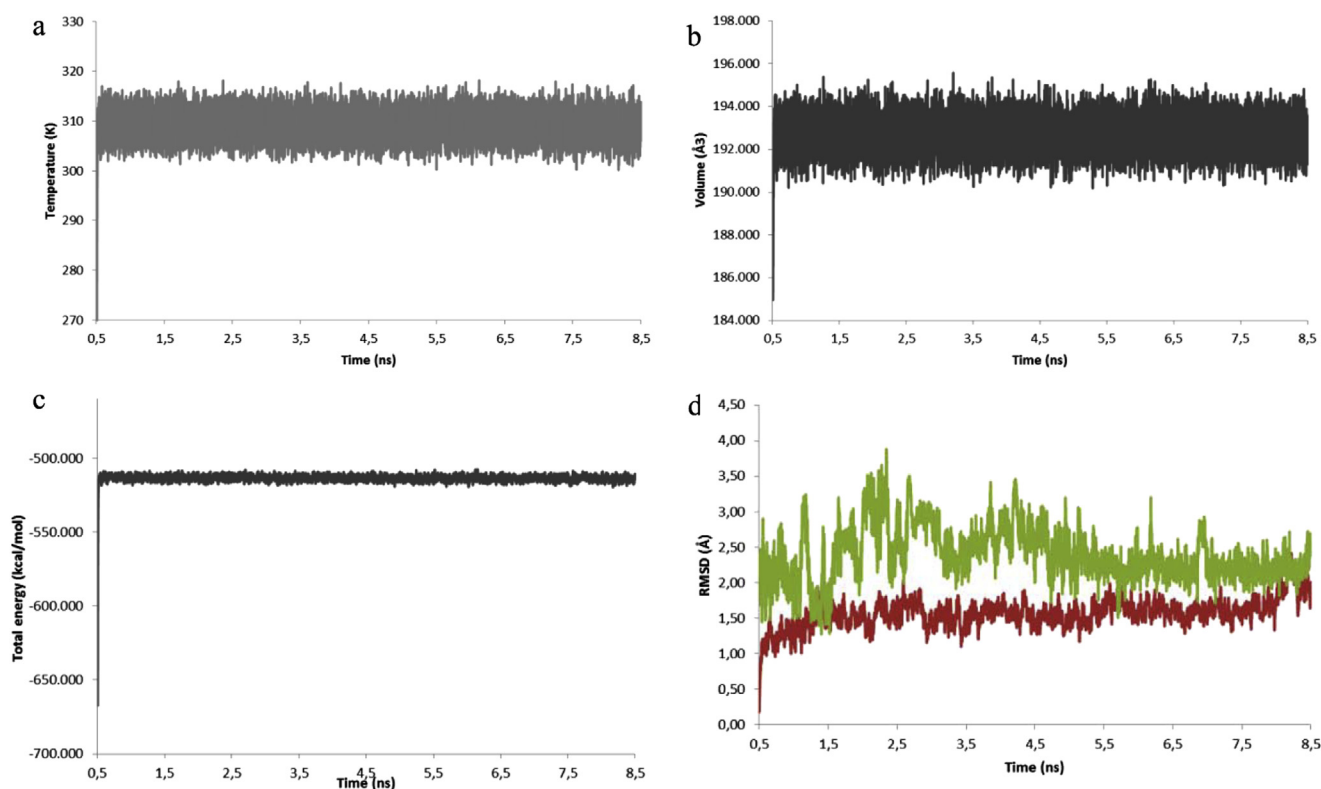 a
Temperature (K)
330
320
310
300
290
280
270
0,5 1,5 2,5 3,5 4,5 5,5 6,5 7,5 8,5
Time (ns)
b
Volume (Å3)
198.000
196.000
194.000
192.000
190.000
188.000
186.000
184.000
0,5 1,5 2,5 3,5 4,5 5,5 6,5 7,5 8,5
Time (ns)
c
Total energy (kcal/mol)
-500.000
-550.000
-600.000
-650.000
-700.000
0,5 1,5 2,5 3,5 4,5 5,5 6,5 7,5 8,5
Time (ns)
d
RMSD (Å)
4,50
4,00
3,50
3,00
2,50
2,00
1,50
1,00
0,50
0,00
0,5 1,5 2,5 3,5 4,5 5,5 6,5 7,5 8,5
Time (ns)